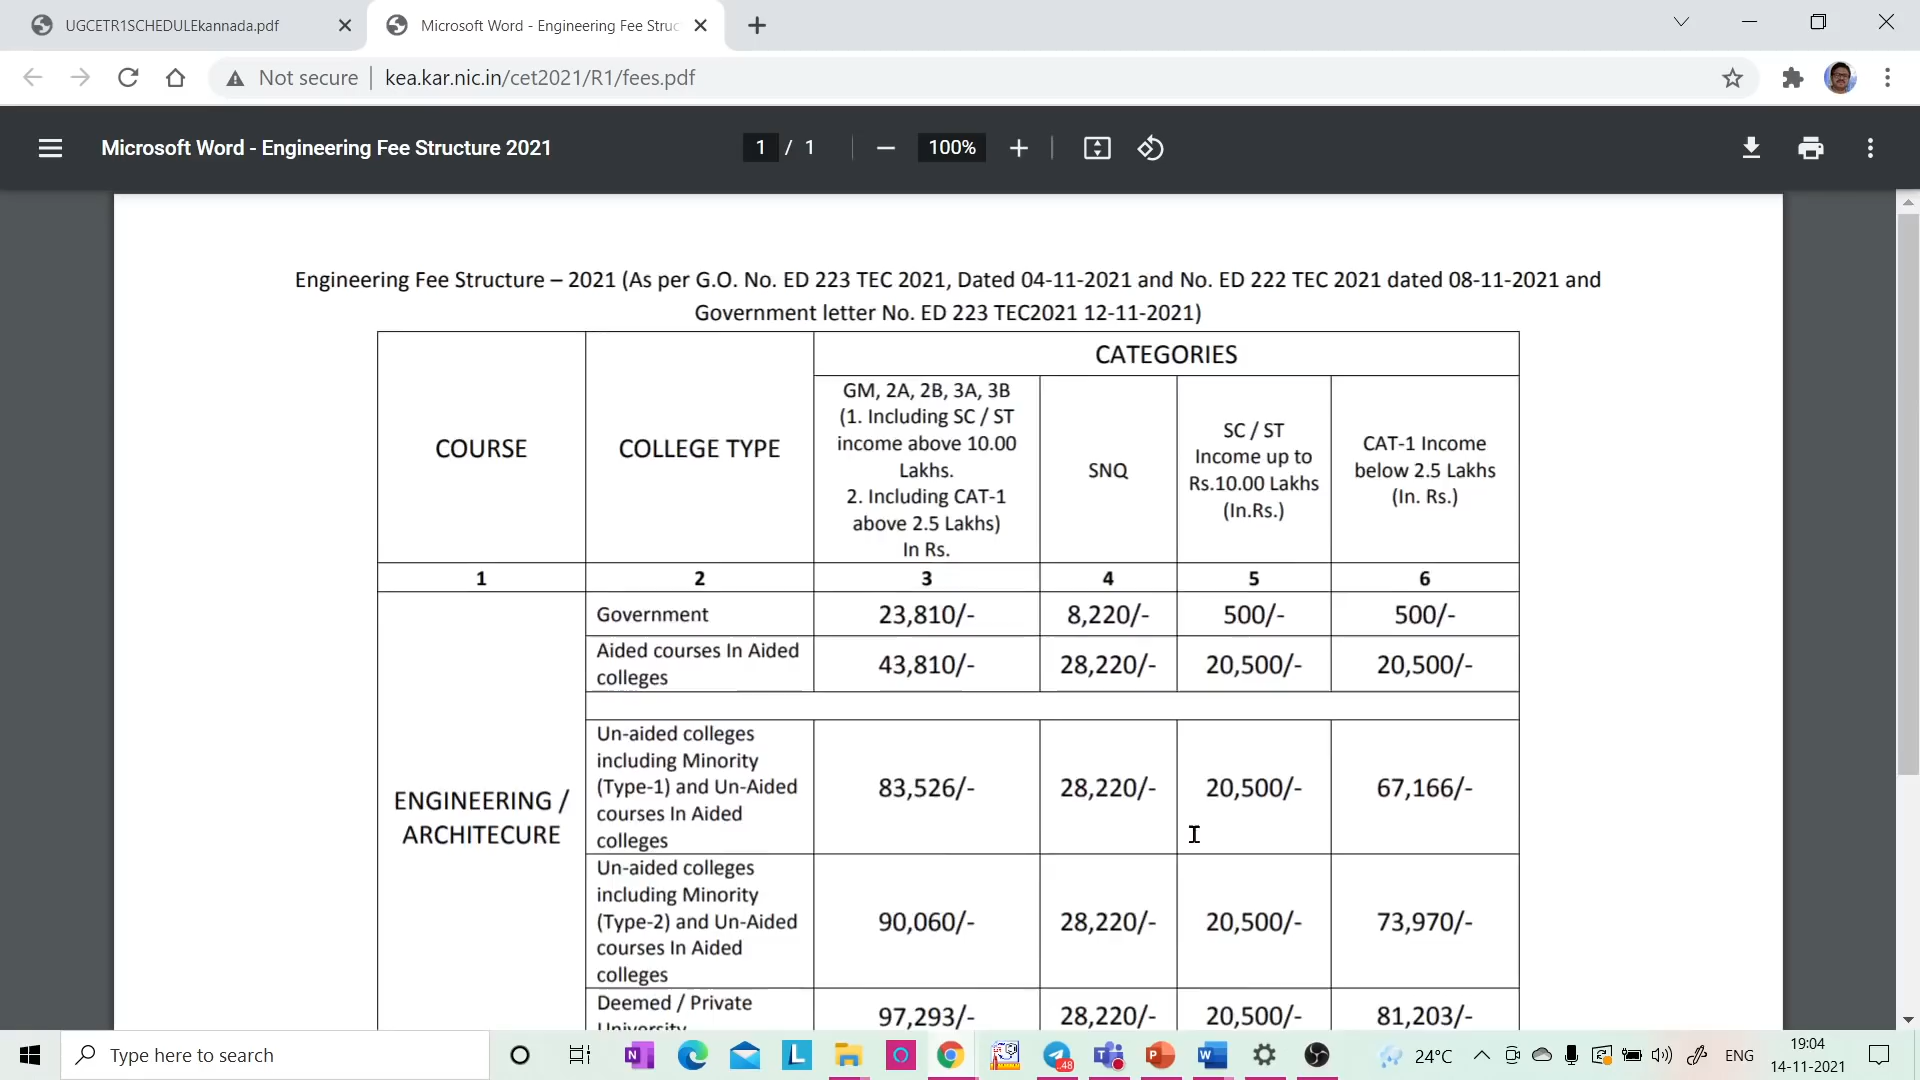 UGCETR1SCHEDULEkannada.pdf
Microsoft Word - Engineering Fee Struc
Not secure
kea.kar.nic.in/cet2021/R1/fees.pdf
Microsoft Word - Engineering Fee Structure 2021
1 / 1
100%
Engineering Fee Structure – 2021 (As per G.O. No. ED 223 TEC 2021, Dated 04-11-2021 and No. ED 222 TEC 2021 dated 08-11-2021 and
Government letter No. ED 223 TEC2021 12-11-2021)
COURSE
COLLEGE TYPE
CATEGORIES
GM, 2A, 2B, 3A, 3B
(1. Including SC / ST
income above 10.00
Lakhs.
2. Including CAT-1
above 2.5 Lakhs)
In Rs.
SNQ
SC / ST
Income up to
Rs.10.00 Lakhs
(In.Rs.)
CAT-1 Income
below 2.5 Lakhs
(In. Rs.)
1 2 3 4 5 6
ENGINEERING /
ARCHITECURE
Government
23,810/- 8,220/- 500/- 500/-
Aided courses In Aided
colleges
43,810/- 28,220/- 20,500/- 20,500/-
Un-aided colleges
including Minority
(Type-1) and Un-Aided
courses In Aided
colleges
83,526/- 28,220/- 20,500/- 67,166/-
Un-aided colleges
including Minority
(Type-2) and Un-Aided
courses In Aided
colleges
90,060/- 28,220/- 20,500/- 73,970/-
Deemed / Private
University
97,293/- 28,220/- 20,500/- 81,203/-
Type here to search
24°C
ENG
19:04
14-11-2021